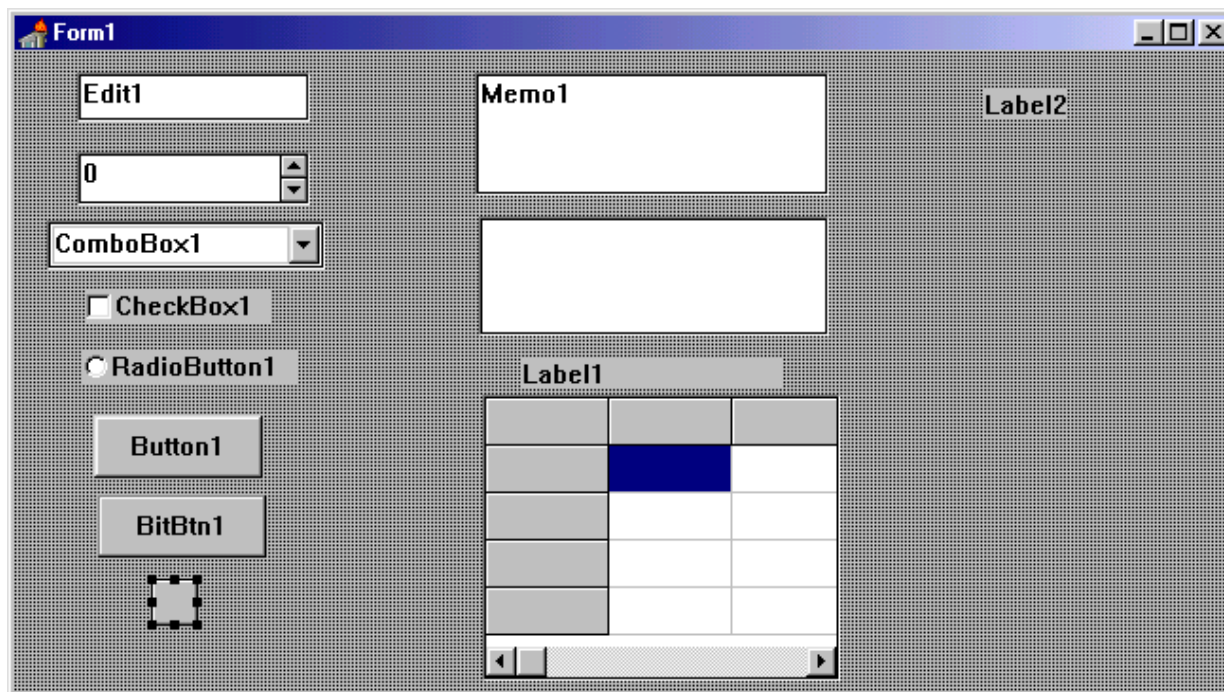 Form1
Edit1
0
ComboBox1
CheckBox1
RadioButton1
Button1
BitBtn1
Memo1
Label1
Label2